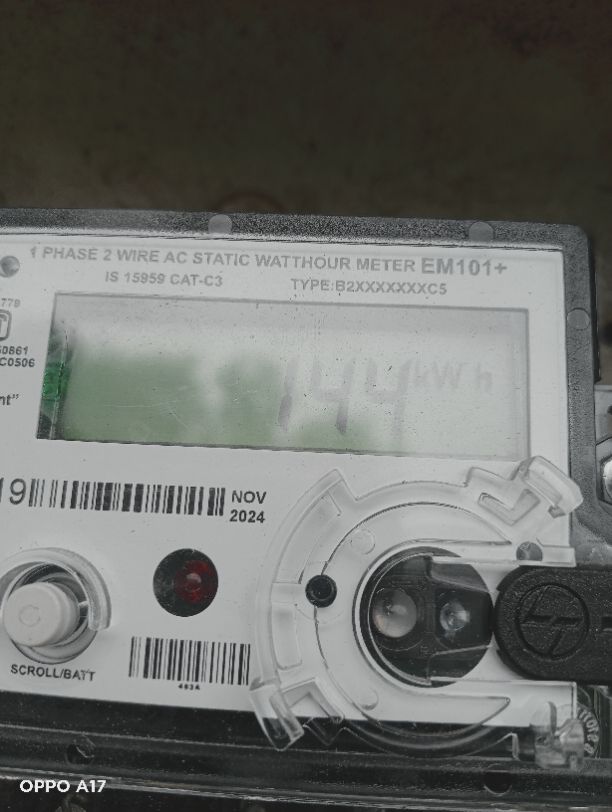 1 PHASE 2 WIRE AC STATIC WATTHOUR METER EM101+
IS 15959 CAT-C3
TYPE:B2XXXXXXXC5
144 kWh
NOV
2024
SCROLL/BATT
OPPO A17